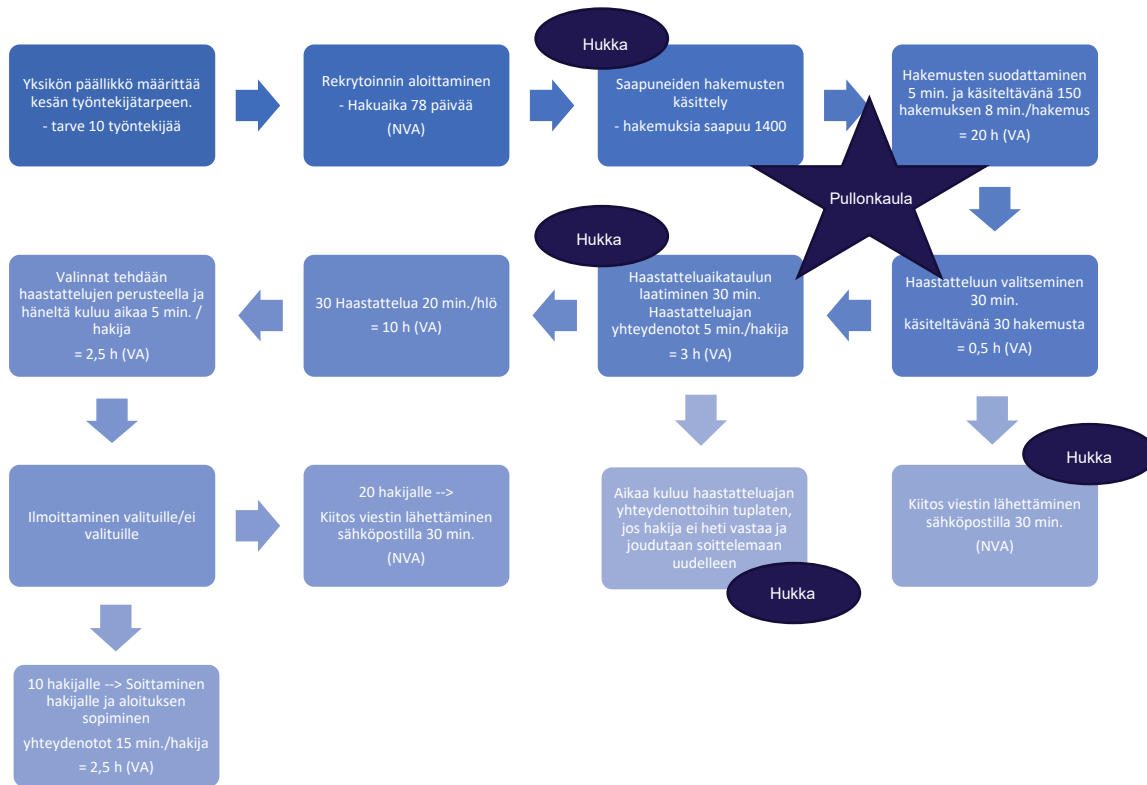 Yksikön päällikkö määrittää
kesän työntekijätarpeen.
- tarve 10 työntekijää
Rekrytoinnin aloittaminen
- Hakuaika 78 päivää
(NVA)
Hukka
Saapuneiden hakemusten
käsittely
- hakemuksia saapuu 1400
Hakemusten suodattaminen
5 min. ja käsiteltävänä 150
hakemuksen 8 min./hakemus
= 20 h (VA)
Pullonkaula
Haastatteluun valitseminen
30 min.
käsiteltävänä 30 hakemusta
= 0,5 h (VA)
Hukka
Haastatteluaikataulun
laatiminen 30 min.
Haastatteluajan
yhteydenotot 5 min./hakija
= 3 h (VA)
30 Haastattelua 20 min./hlö
= 10 h (VA)
Valinnat tehdään
haastattelujen perusteella ja
häneltä kuluu aikaa 5 min. /
hakija
= 2,5 h (VA)
Ilmoittaminen valituille/ei
valituille
20 hakijalle -->
Kiitos viestin lähettäminen
sähköpostilla 30 min.
(NVA)
Aikaa kuluu haastatteluajan
yhteydenottoihin tuplaten,
jos hakija ei heti vastaa ja
joudutaan soittelemaan
uudelleen
Hukka
Hukka
Kiitos viestin lähettäminen
sähköpostilla 30 min.
(NVA)
10 hakijalle --> Soittaminen
hakijalle ja aloituksen
sopiminen
yhteydenotot 15 min./hakija
= 2,5 h (VA)